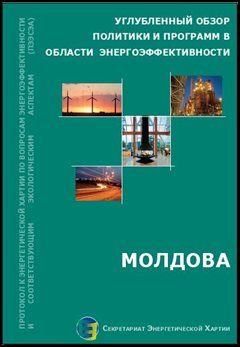 УГЛУБЛЕННЫЙ ОБЗОР
ПОЛИТИКИ И ПРОГРАММ В
ОБЛАСТИ ЭНЕРГОЭФФЕКТИВНОСТИ
ПРОТОКОЛ К ЭНЕРГЕТИЧЕСКОЙ ХАРТИИ ПО ВОПРОСАМ ЭНЕРГОЭФФЕКТИВНОСТИ
И СООТВЕТСТВУЮЩИМ ЭКОЛОГИЧЕСКИМ АСПЕКТАМ (ПЭЭСЭА)
МОЛДОВА
СЕКРЕТАРИАТ ЭНЕРГЕТИЧЕСКОЙ ХАРТИИ